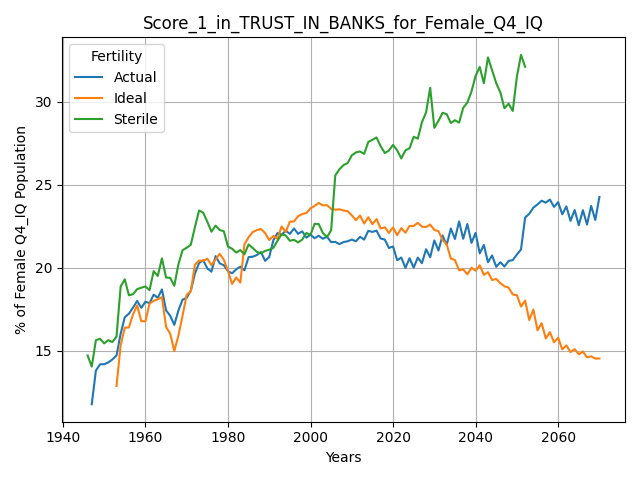 Score_1_in_TRUST_IN_BANKS_for_Female_Q4_IQ
Fertility
Actual
Ideal
Sterile
% of Female Q4_IQ Population
30
25
20
15
1940
1960
1980
2000
2020
2040
2060
Years